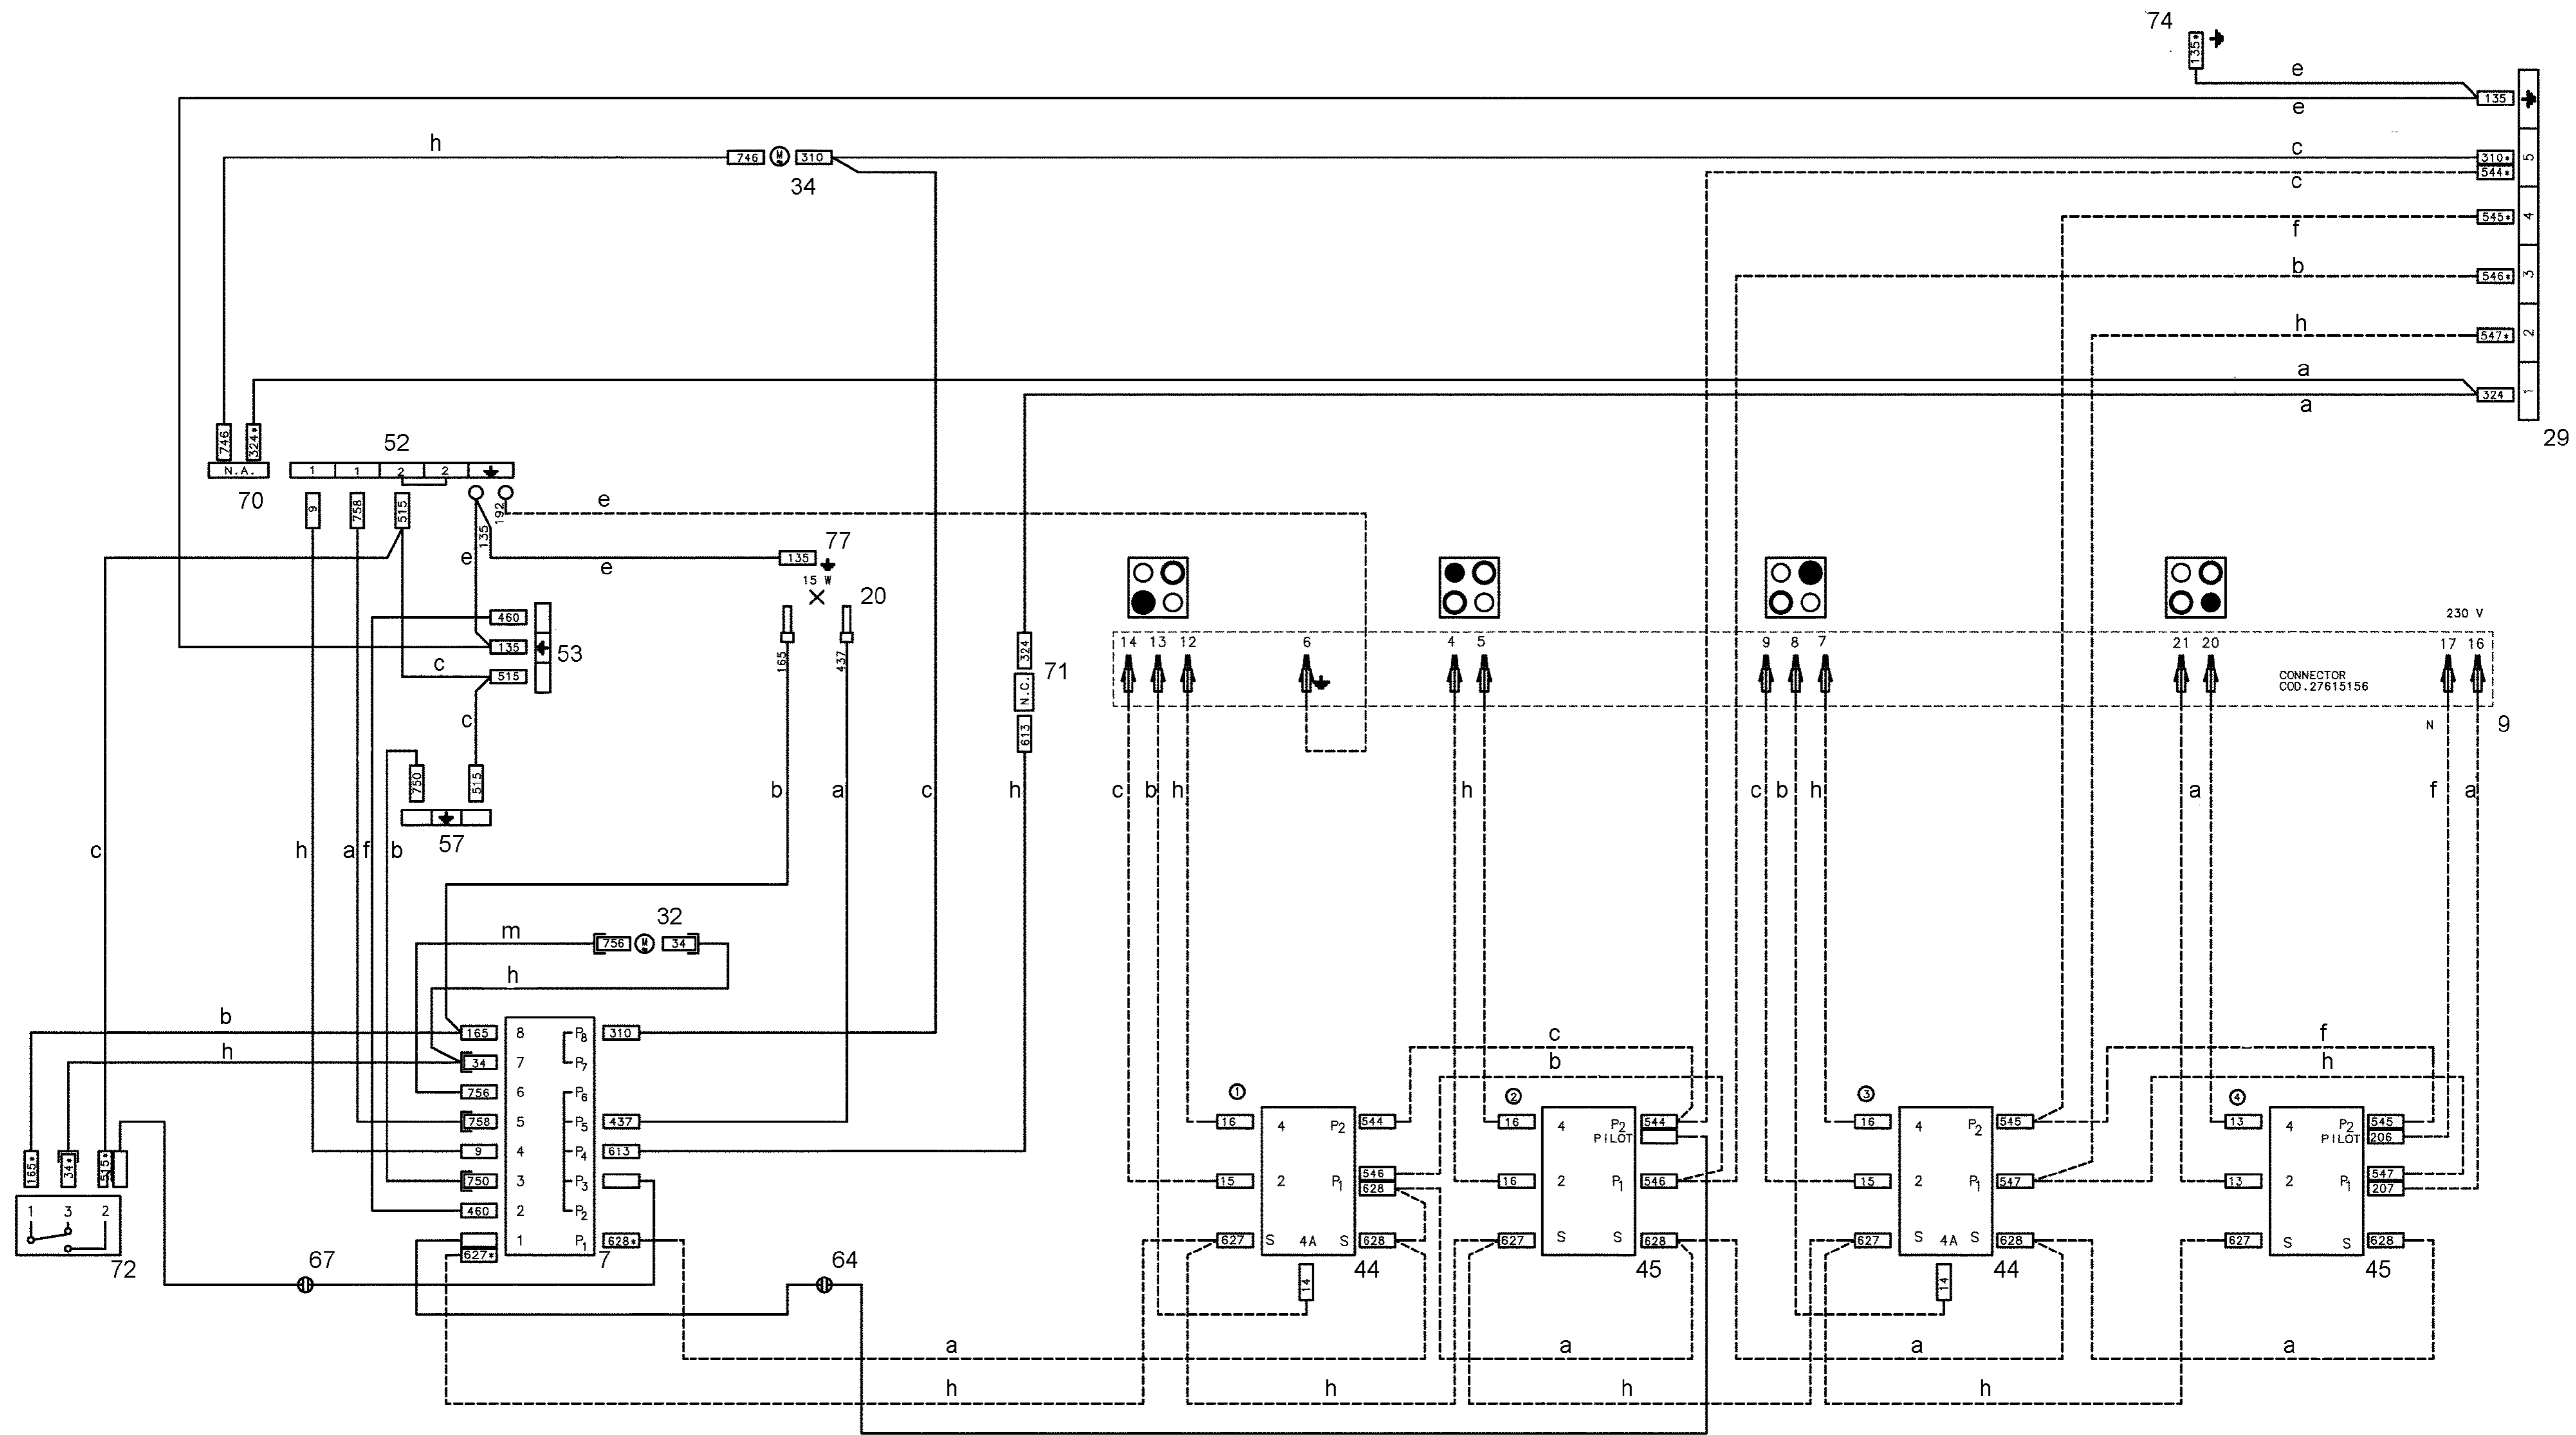 74
135*
e
135
e
h
746
M
310
c
310*
5
34
544*
c
545*
4
f
b
546*
3
h
547*
2
a
324
1
a
29
746
324*
52
N.A.
1 1 2 2
70
9
758
515
192
e
135
77
e
135
e
15 W
20
460
135
53
c
515
165
437
324
71
N.C.
613
230 V
14 13 12 6 4 5 9 8 7 21 20 17 16
CONNECTOR
COD.27615156
N
9
c
750
515
57
b a c h c b h h c b h a f a
c h a f b
32
m
756
M
34
h
b
165
8
P8
310
h
34
7
P7
756
6
P6
758
5
P5
437
9
4
P4
613
750
3
P3
460
2
P2
1
P1
628*
627*
7
165*
34*
515*
1 3 2
72
67
64
c
b
f
h
1
16
4
P2
544
15
2
P1
546
628
627
S
4A
S
628
44
14
2
16
4
P2
544
PILOT
16
2
P1
546
627
S
S
628
45
3
16
4
P2
545
15
2
P1
547
627
S
4A
S
628
44
14
4
13
4
P2
545
PILOT
206
13
2
P1
547
207
627
S
S
628
45
a a a a
h h h h